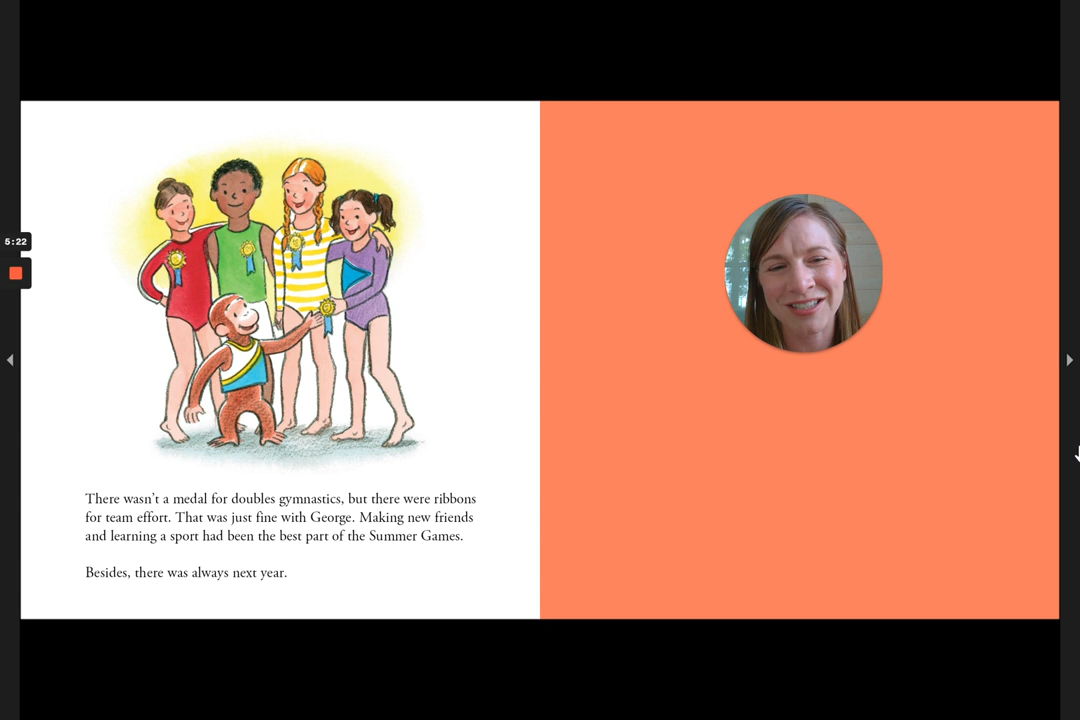 5:22
There wasn't a medal for doubles gymnastics, but there were ribbons
for team effort. That was just fine with George. Making new friends
and learning a sport had been the best part of the Summer Games.
Besides, there was always next year.